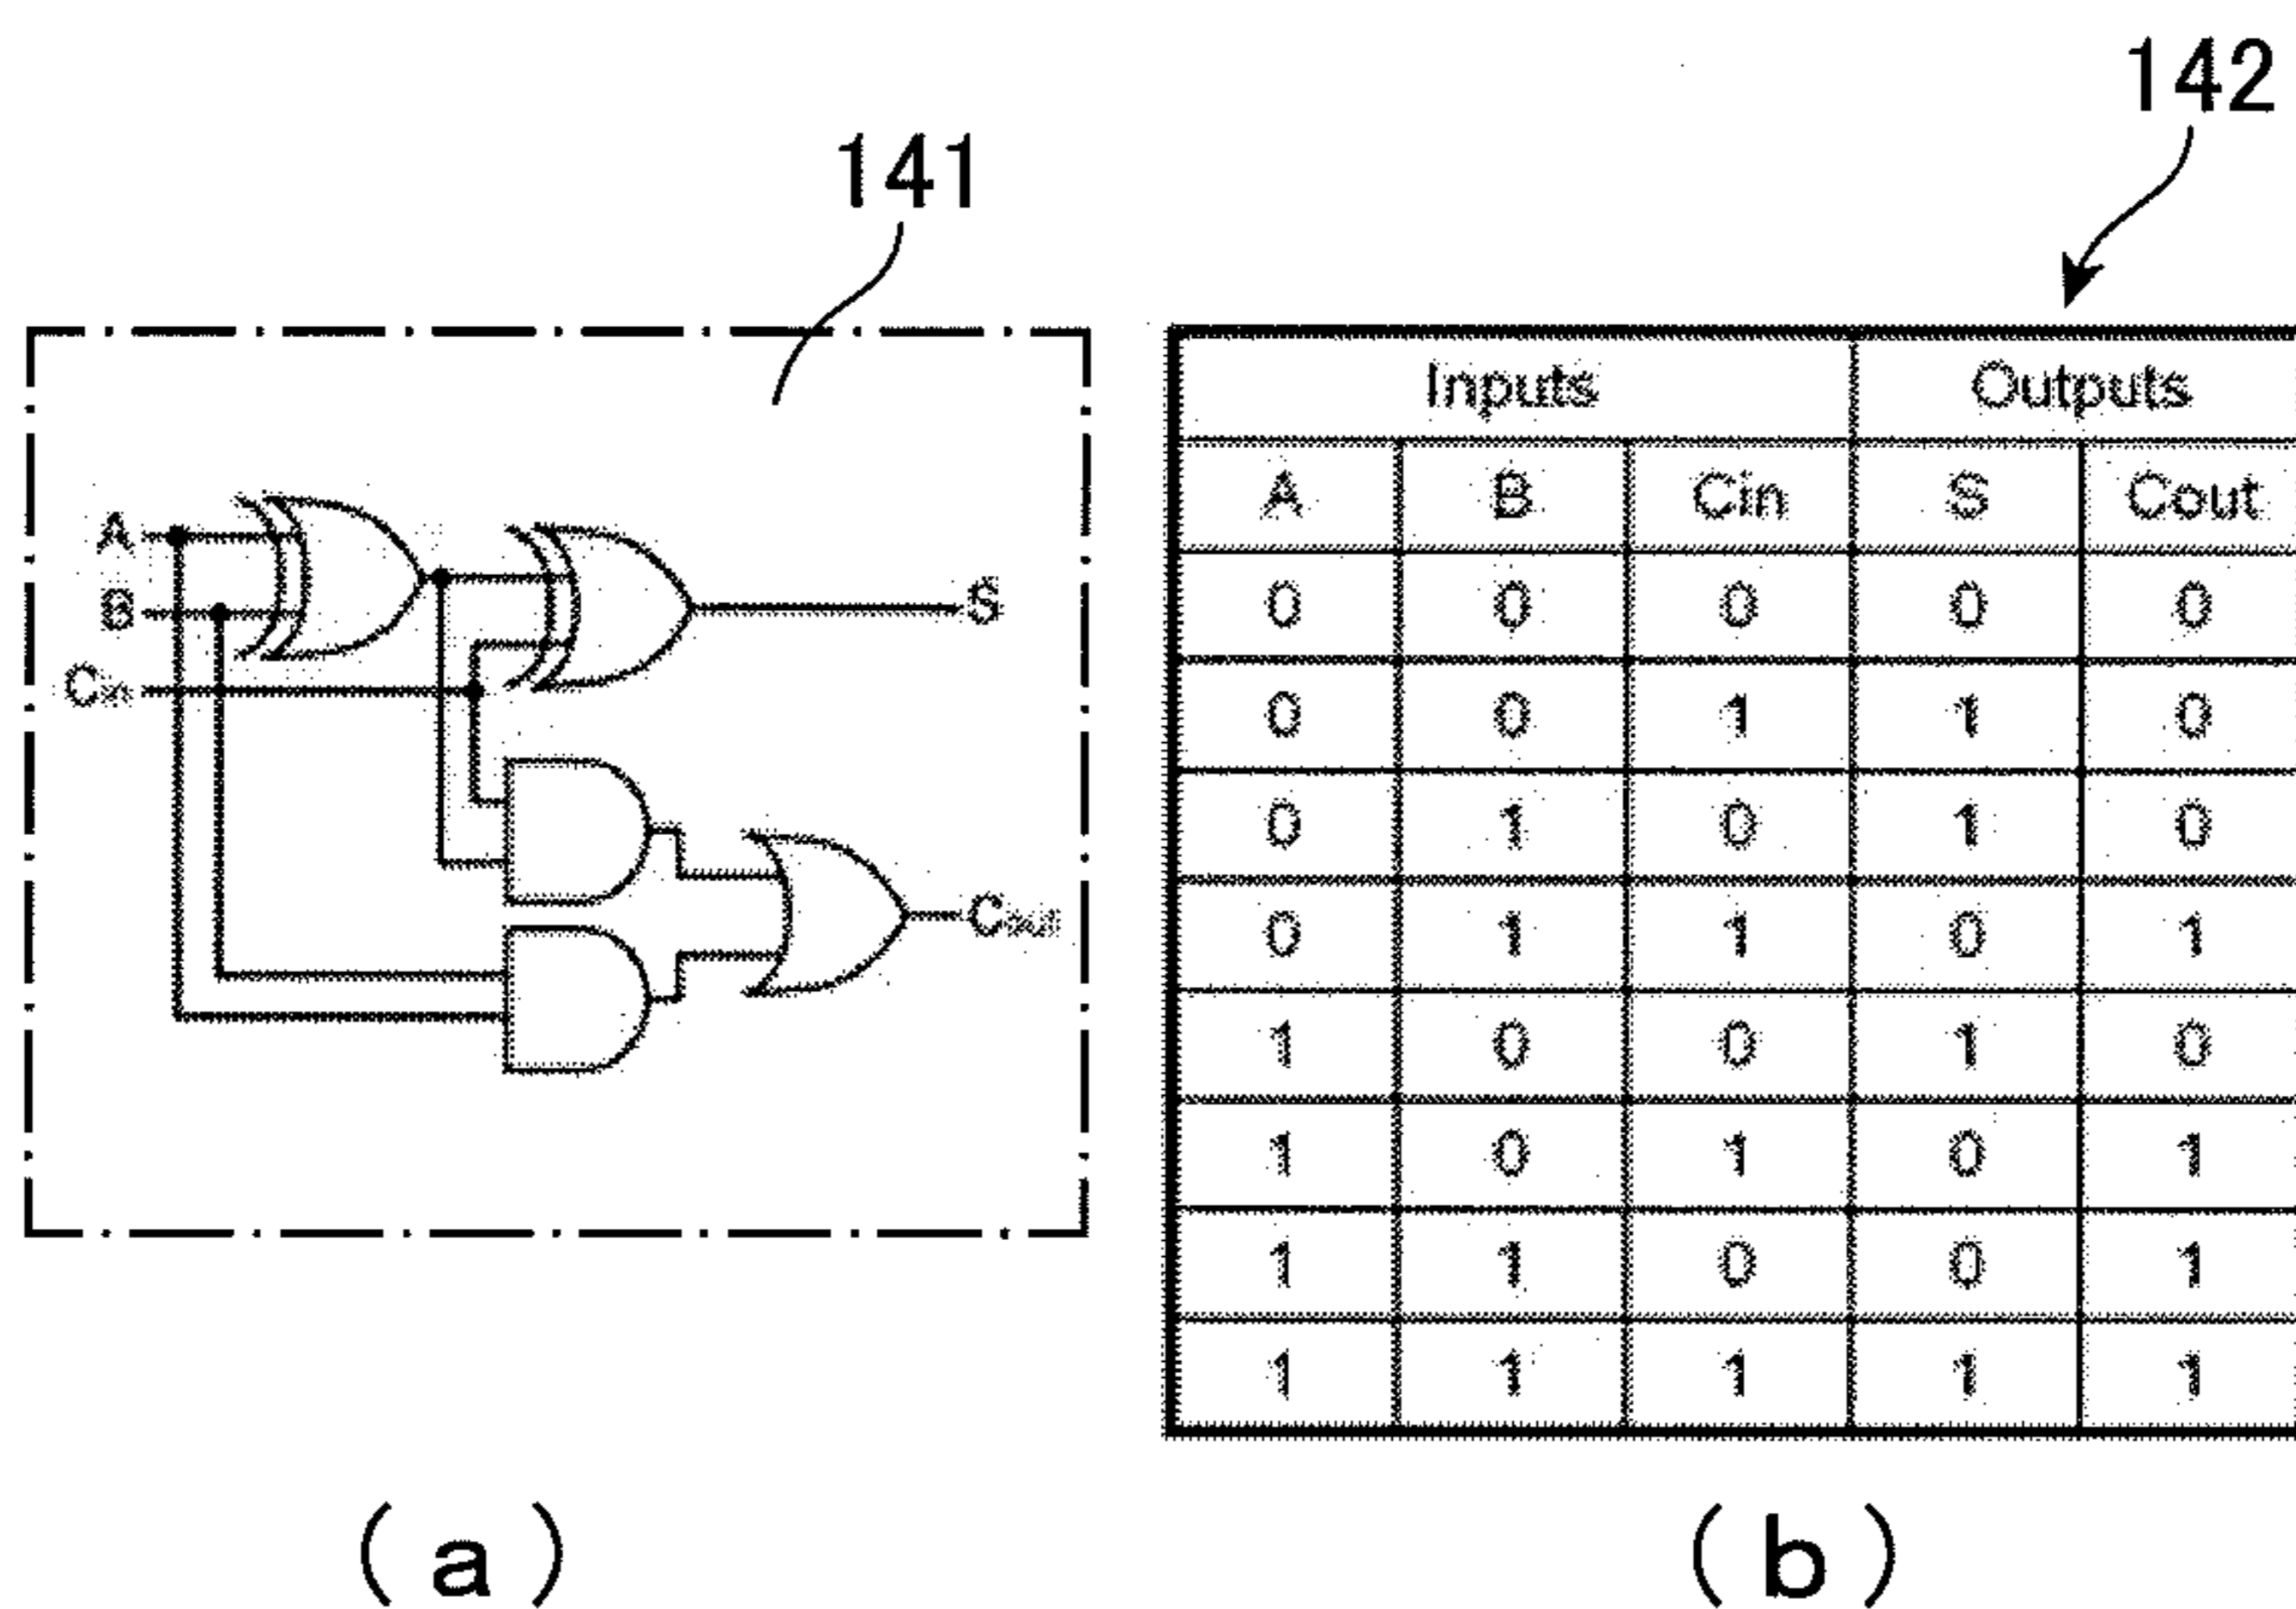 141
A
B
Cin
S
Cout
(a)
142
Inputs Outputs
A B Cin S Cout
0 0 0 0 0
0 0 1 1 0
0 1 0 1 0
0 1 1 0 1
1 0 0 1 0
1 0 1 0 1
1 1 0 0 1
1 1 1 1 1
(b)